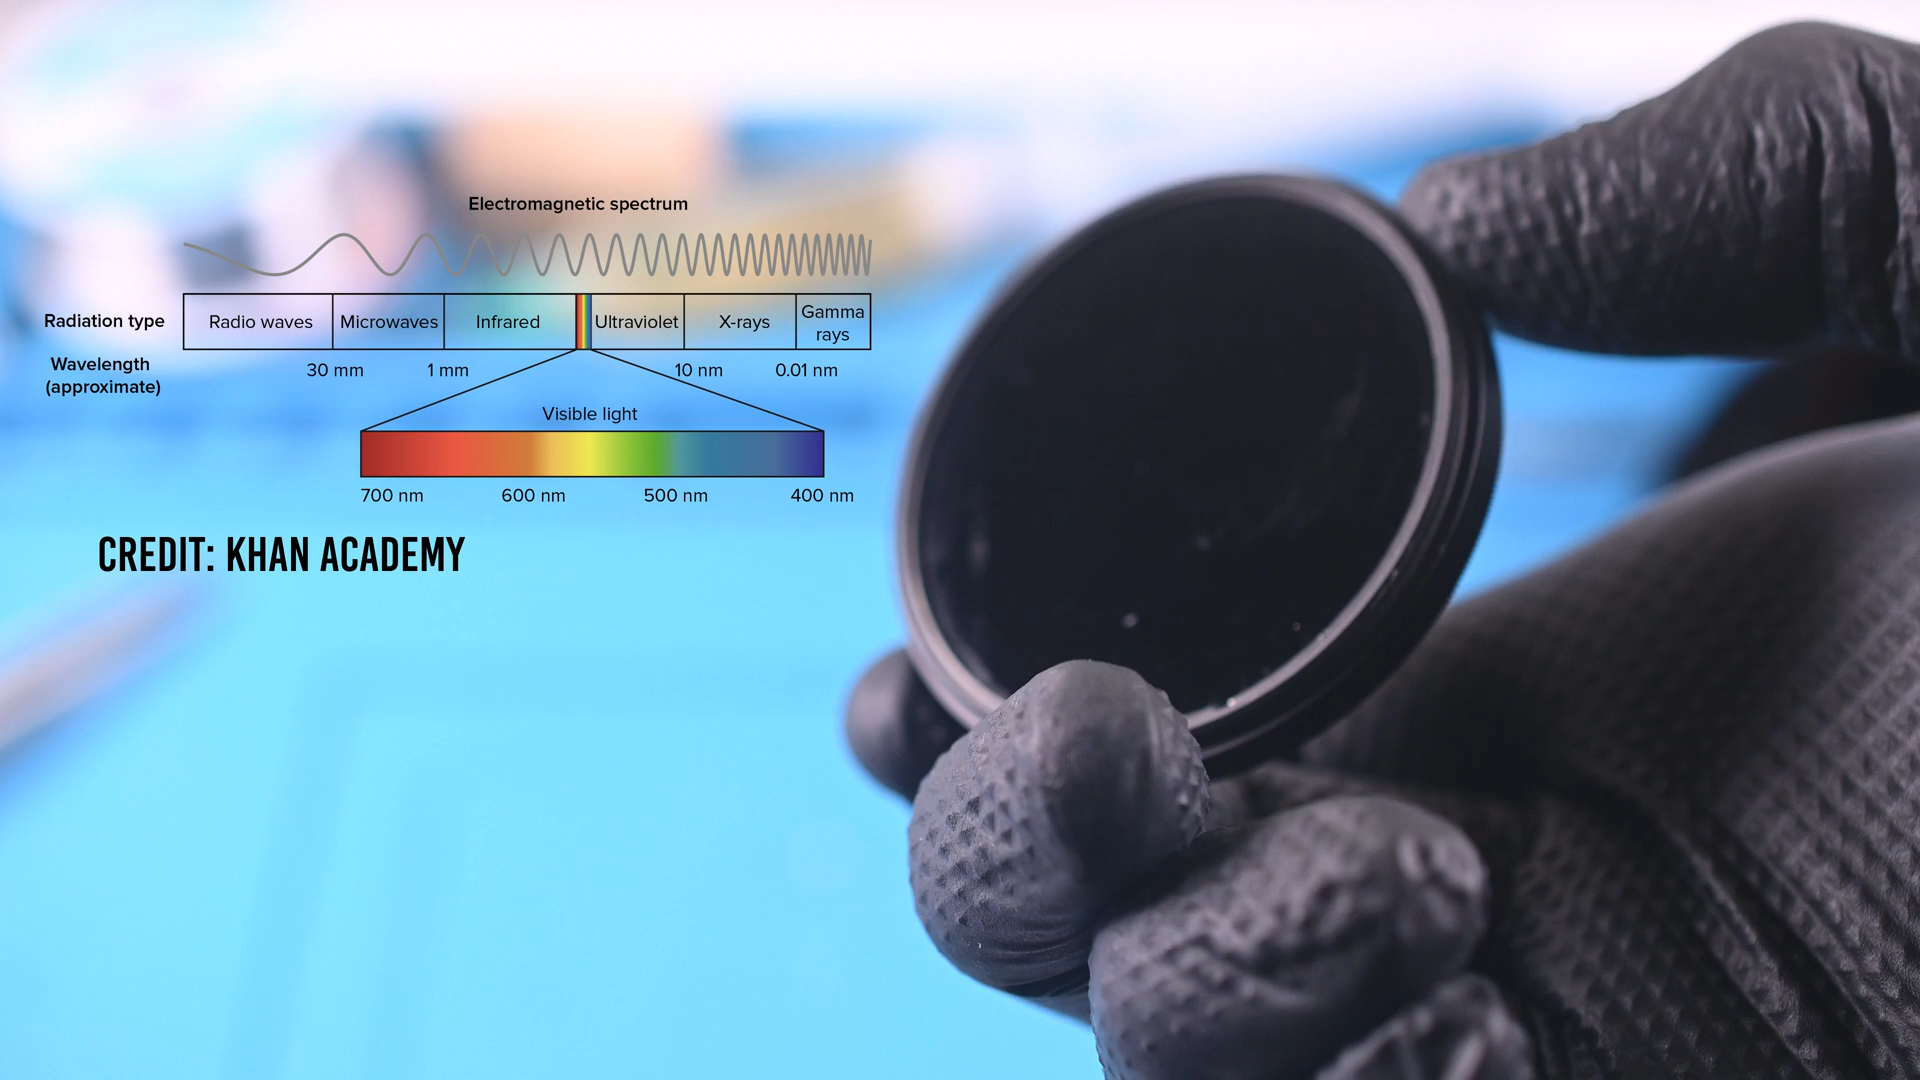 Electromagnetic spectrum
Radiation type
Radio waves
Microwaves
Infrared
Ultraviolet
X-rays
Gamma
rays
Wavelength
(approximate)
30 mm
1 mm
10 nm
0.01 nm
Visible light
700 nm
600 nm
500 nm
400 nm
CREDIT: KHAN ACADEMY